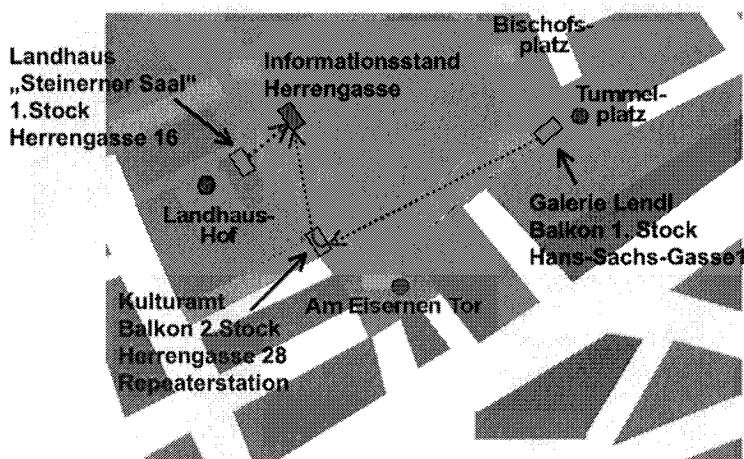 Landhaus
„Steinerner Saal"
1.Stock
Herrengasse 16
Informationsstand
Herrengasse
Bischofs-
platz
Tummel-
platz
Landhaus-
Hof
Galerie Lendl
Balkon 1. Stock
Hans-Sachs-Gasse1
Kulturamt
Balkon 2.Stock
Herrengasse 28
Repeaterstation
Am Eisernen Tor